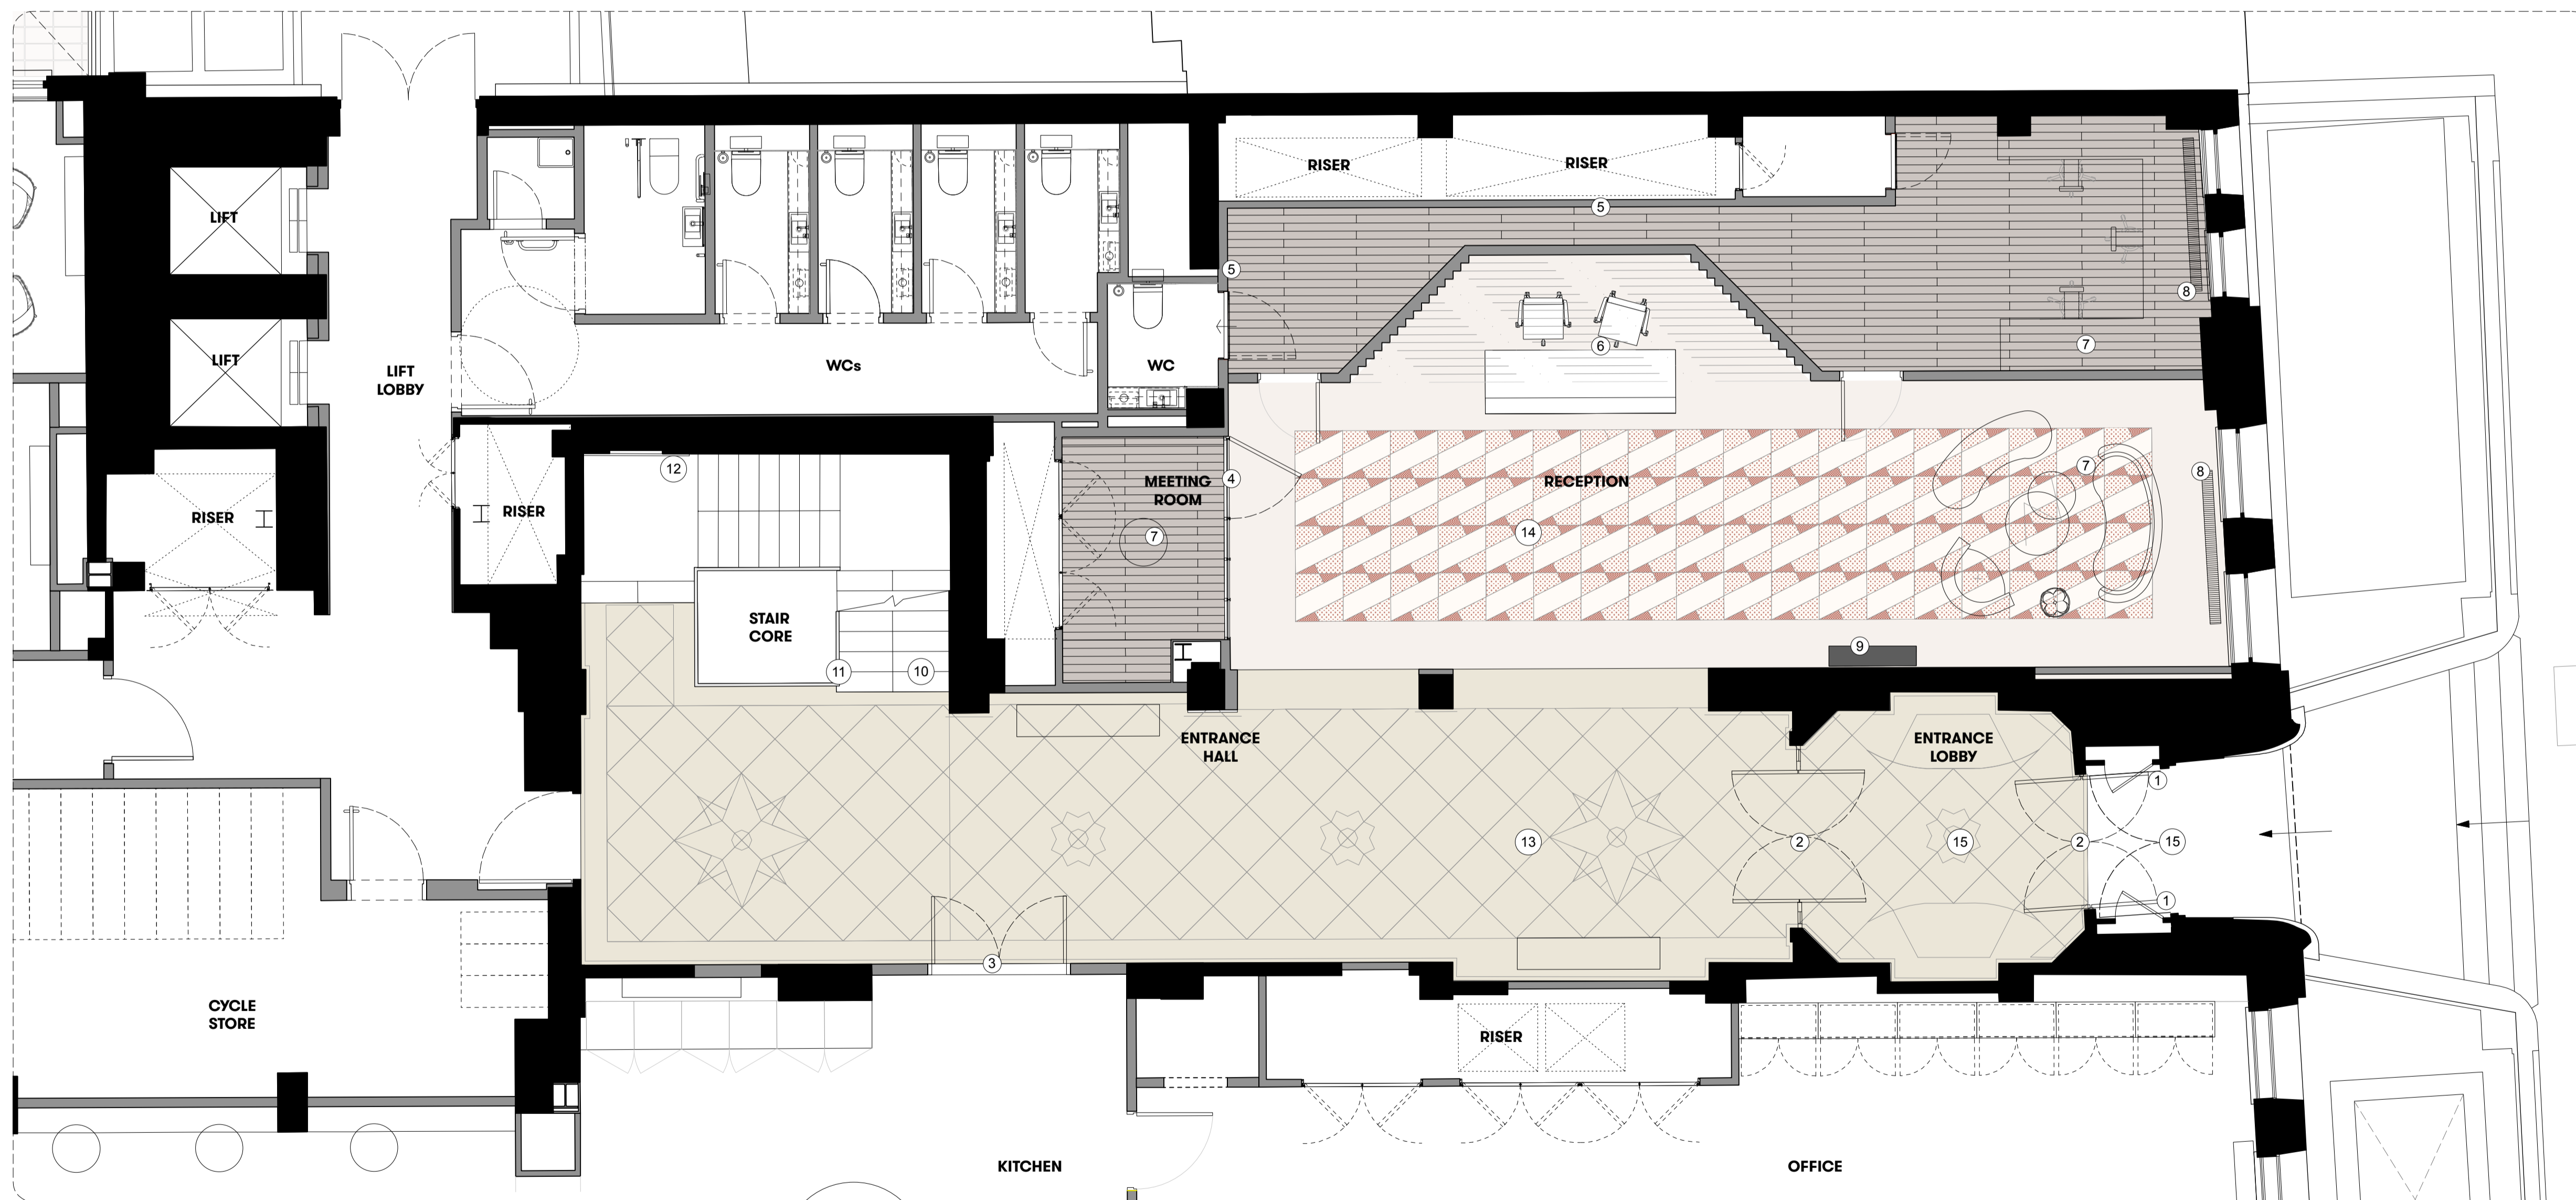 RISER
RISER
5
LIFT
5
8
6
7
LIFT
WCs
WC
LIFT
LOBBY
12
4
MEETING
ROOM
RECEPTION
7
8
RISER
RISER
7
14
STAIR
CORE
11
10
9
ENTRANCE
HALL
ENTRANCE
LOBBY
1
13
2
15
2
15
1
3
CYCLE
STORE
RISER
KITCHEN
OFFICE